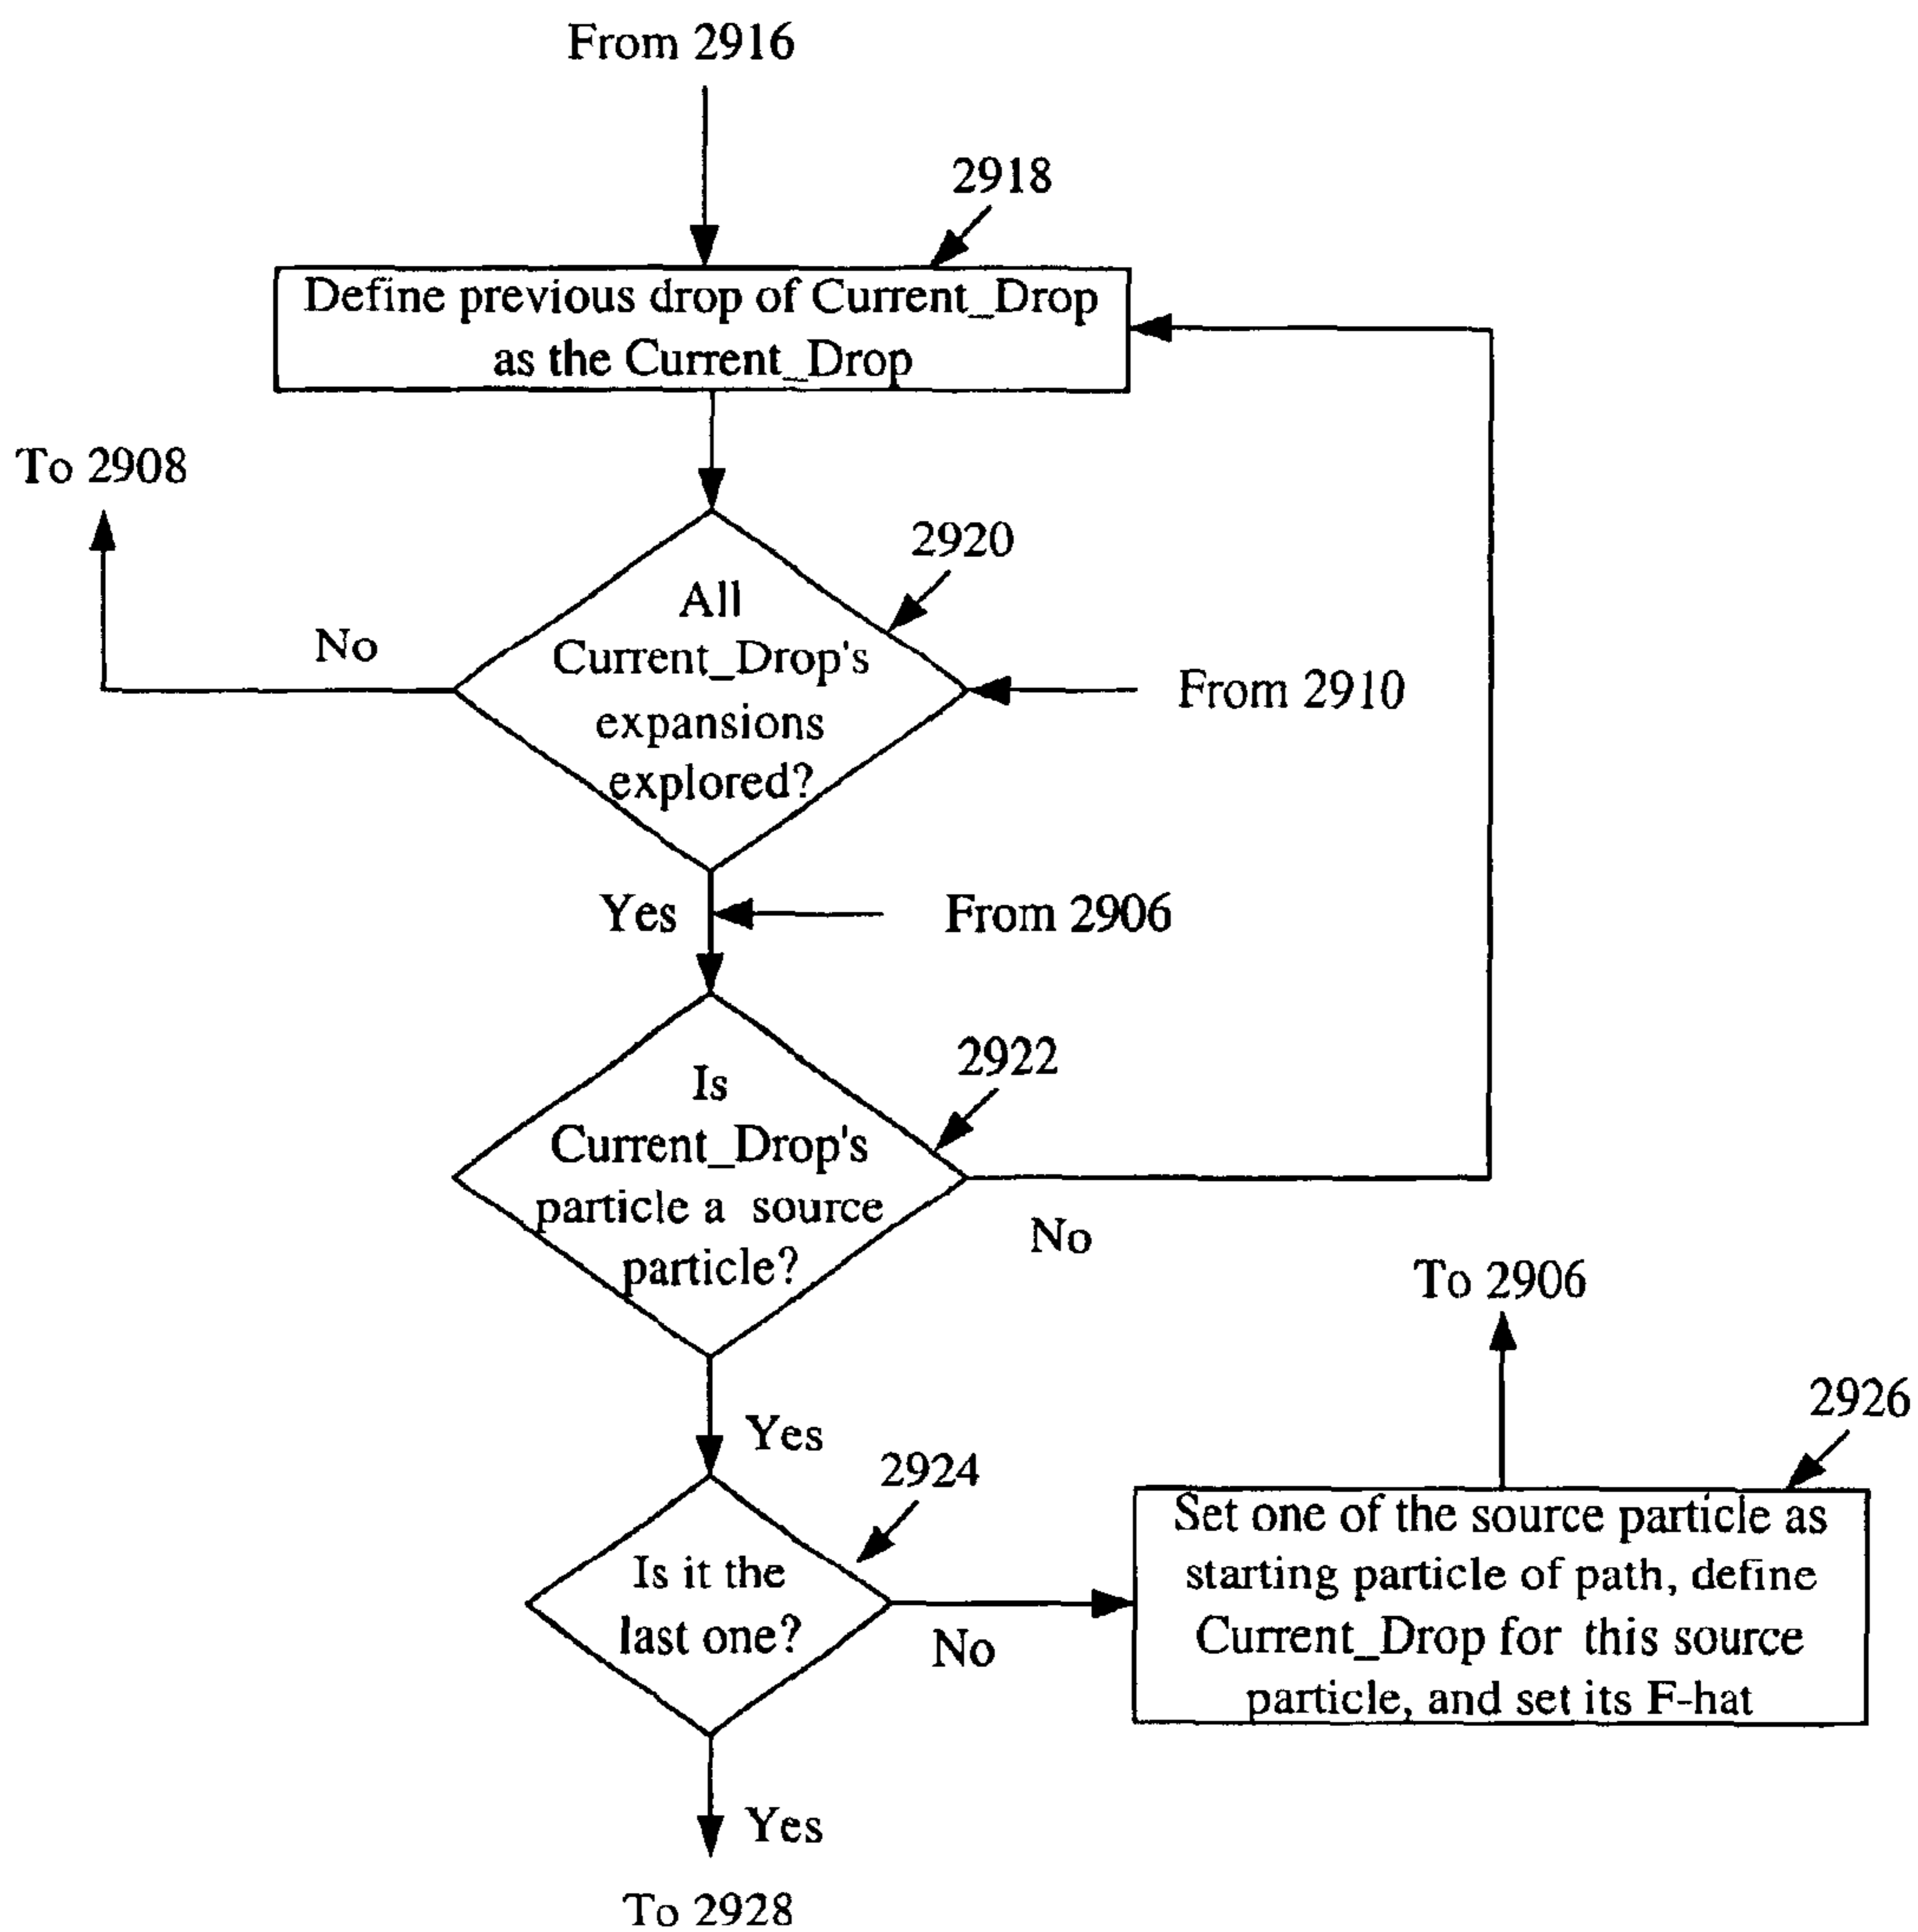 From 2916
2918
Define previous drop of Current_Drop
as the Current_Drop
To 2908
2920
All
Current_Drop's
expansions
explored?
No
From 2910
Yes
From 2906
2922
Is
Current_Drop's
particle a source
particle?
No
To 2906
Yes
2924
2926
Is it the
last one?
No
Set one of the source particle as
starting particle of path, define
Current_Drop for this source
particle, and set its F-hat
Yes
To 2928